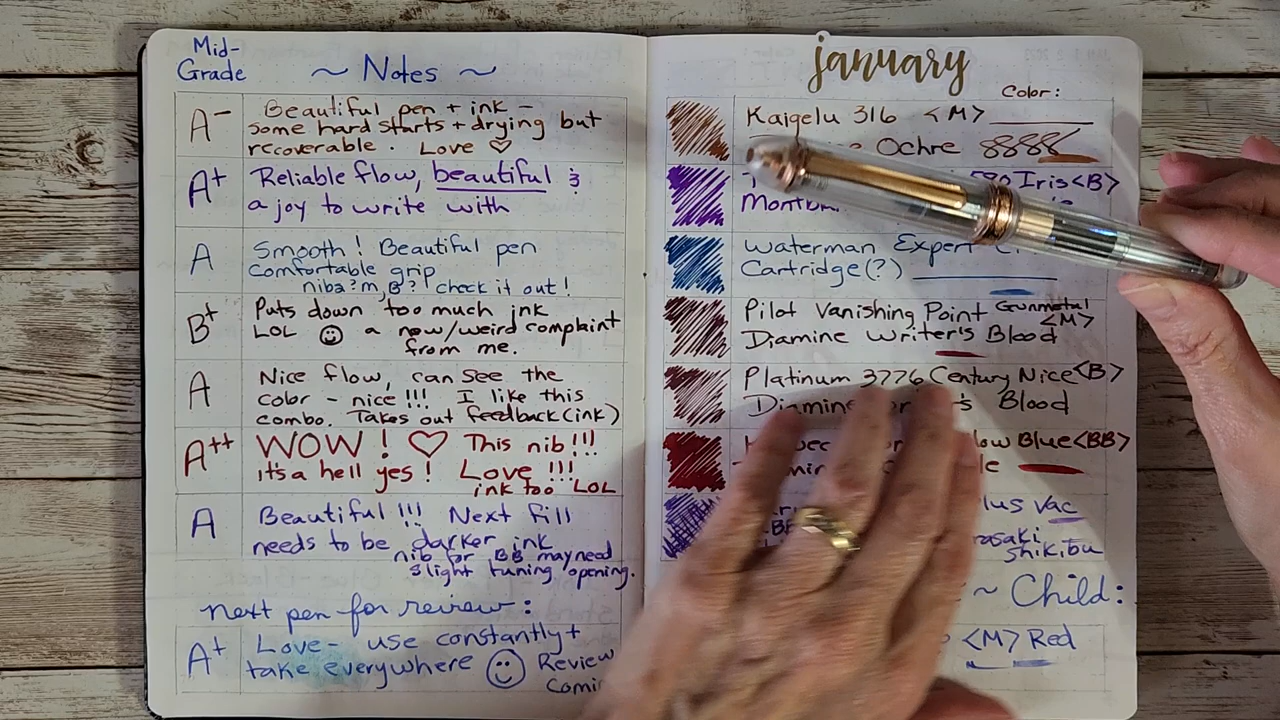 Mid-
Grade
~ Notes ~
A-
Beautiful pen + ink -
some hard starts + drying but
recoverable. Love ♡
A+
Reliable flow, beautiful &
a joy to write with
A
Smooth! Beautiful pen
Comfortable grip
nib≥? m, B? check it out!
B+
Puts down too much ink
LOL ☺ a new/weird complaint
from me.
A
Nice flow, can see the
color - nice!!! I like this
combo. Takes out feedback (ink)
A++
WOW! ♡ This nib!!!
it's a hell yes! Love!!!
ink too LOL
A
Beautiful!!! Next fill
needs to be darker ink
nib for BB may need
slight tuning opening.
next pen for review:
A+
Love - use constantly +
take everywhere ☺ Review
january
Color:
Kaigelu 316 <M>
Ochre 8888
580 Iris <B>
Waterman Expert
Cartridge(?)
Pilot Vanishing Point Gunmetal
<M>
Diamine Writer's Blood
Platinum 3776 Century Nice <B>
Diamine Blood
Blue <BB>
Vac
Shikibu
~ Child:
<M> Red